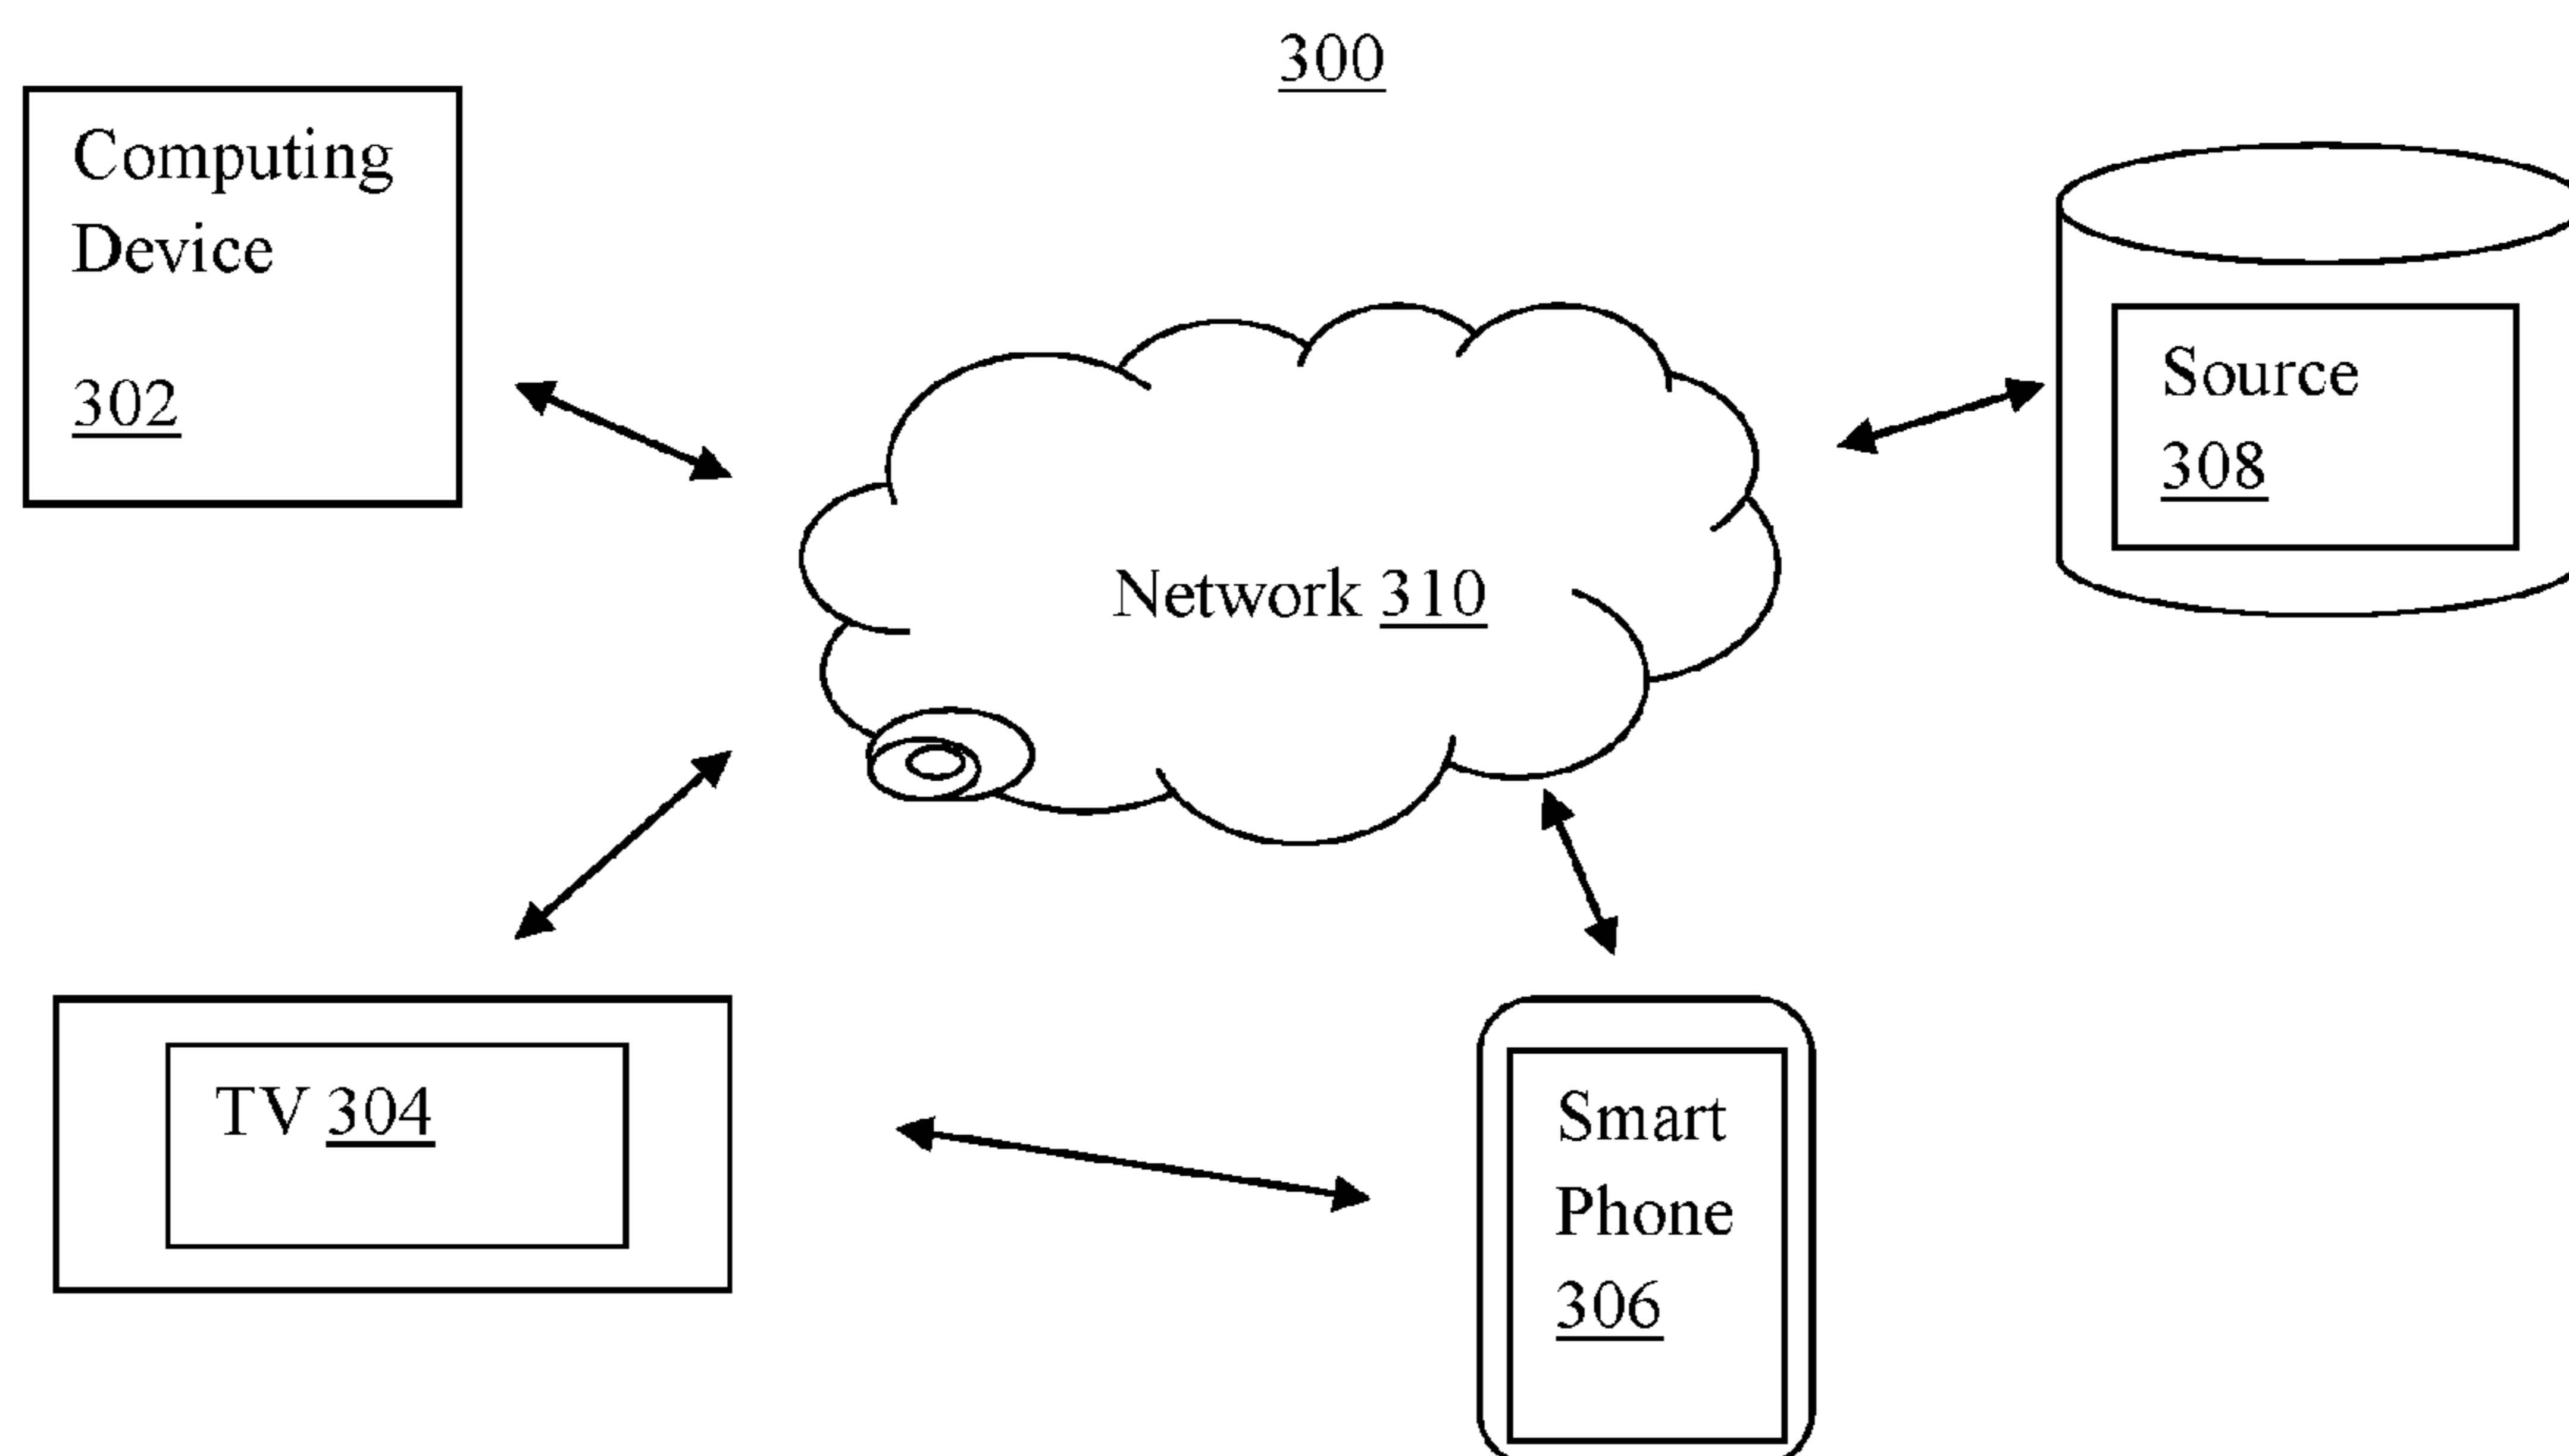 300
Computing
Device
302
Source
308
Network 310
TV 304
Smart
Phone
306